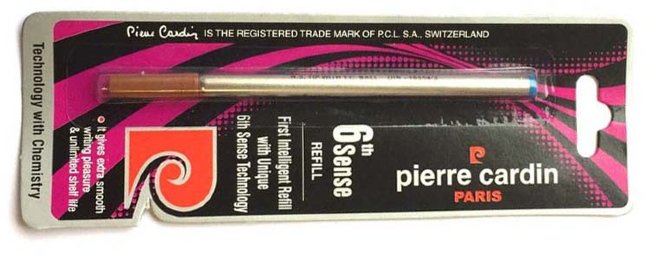 Pierre Cardin IS THE REGISTERED TRADE MARK OF P.C.L. S.A., SWITZERLAND
Technology with Chemistry
It gives extra smooth
writing pleasure
& unlimited shelf life
First Intelligent Refill
with Unique
6th Sense Technology
REFILL
6th Sense
pierre cardin
PARIS